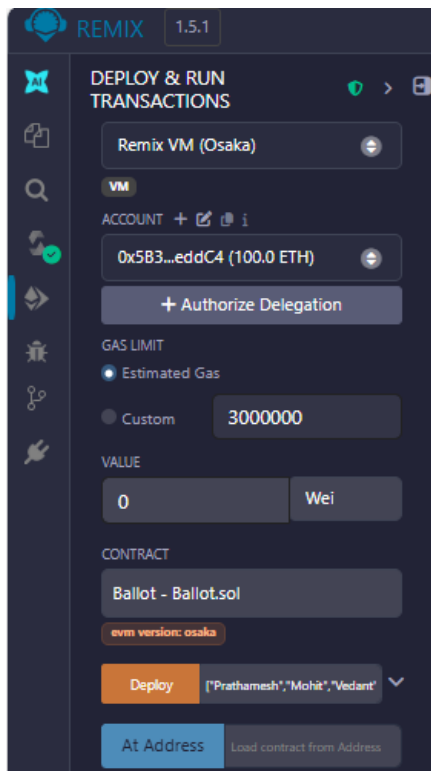 REMIX 1.5.1
AI
DEPLOY & RUN
TRANSACTIONS
Remix VM (Osaka)
VM
ACCOUNT
0x5B3...eddC4 (100.0 ETH)
+ Authorize Delegation
GAS LIMIT
Estimated Gas
Custom 3000000
VALUE
0 Wei
CONTRACT
Ballot - Ballot.sol
evm version: osaka
Deploy ["Prathamesh","Mohit","Vedant"
At Address Load contract from Address